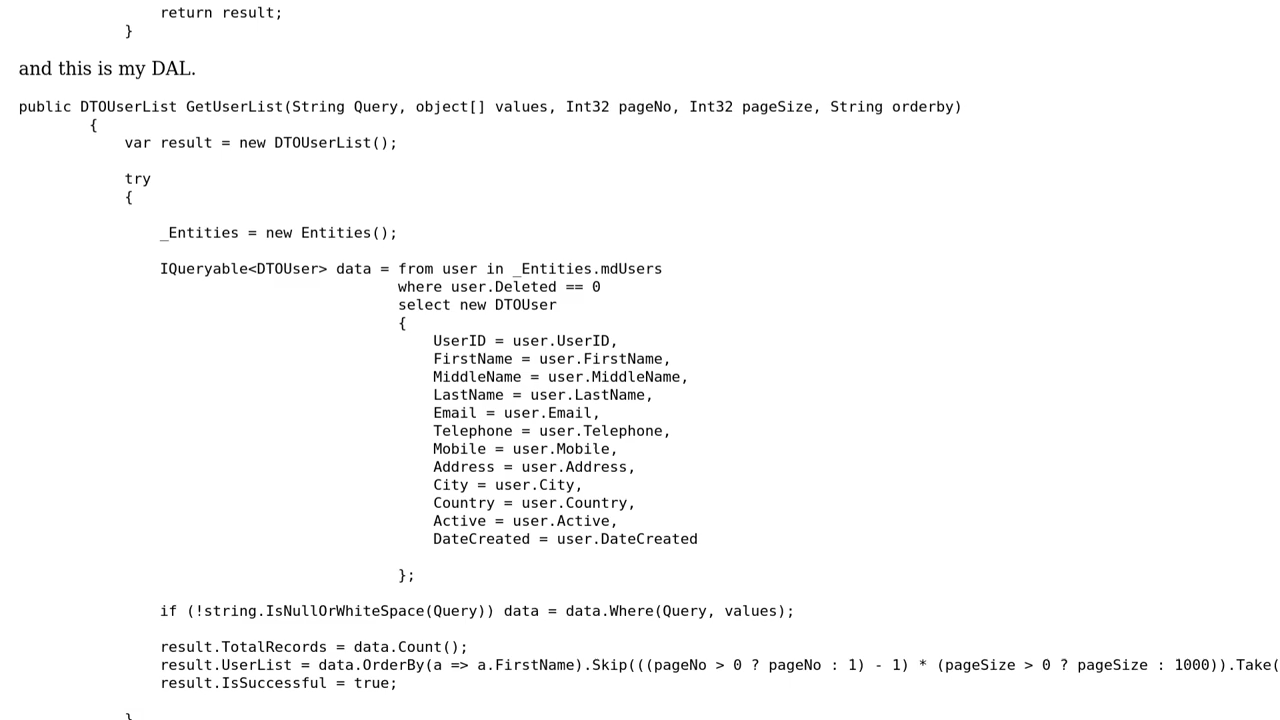 return result;
}
and this is my DAL.
public DTOUserList GetUserList(String Query, object[] values, Int32 pageNo, Int32 pageSize, String orderby)
{
var result = new DTOUserList();
try
{
_Entities = new Entities();
IQueryable<DTOUser> data = from user in _Entities.mdUsers
where user.Deleted == 0
select new DTOUser
{
UserID = user.UserID,
FirstName = user.FirstName,
MiddleName = user.MiddleName,
LastName = user.LastName,
Email = user.Email,
Telephone = user.Telephone,
Mobile = user.Mobile,
Address = user.Address,
City = user.City,
Country = user.Country,
Active = user.Active,
DateCreated = user.DateCreated
};
if (!string.IsNullOrWhiteSpace(Query)) data = data.Where(Query, values);
result.TotalRecords = data.Count();
result.UserList = data.OrderBy(a => a.FirstName).Skip(((pageNo > 0 ? pageNo : 1) - 1) * (pageSize > 0 ? pageSize : 1000)).Take(
result.IsSuccessful = true;
}